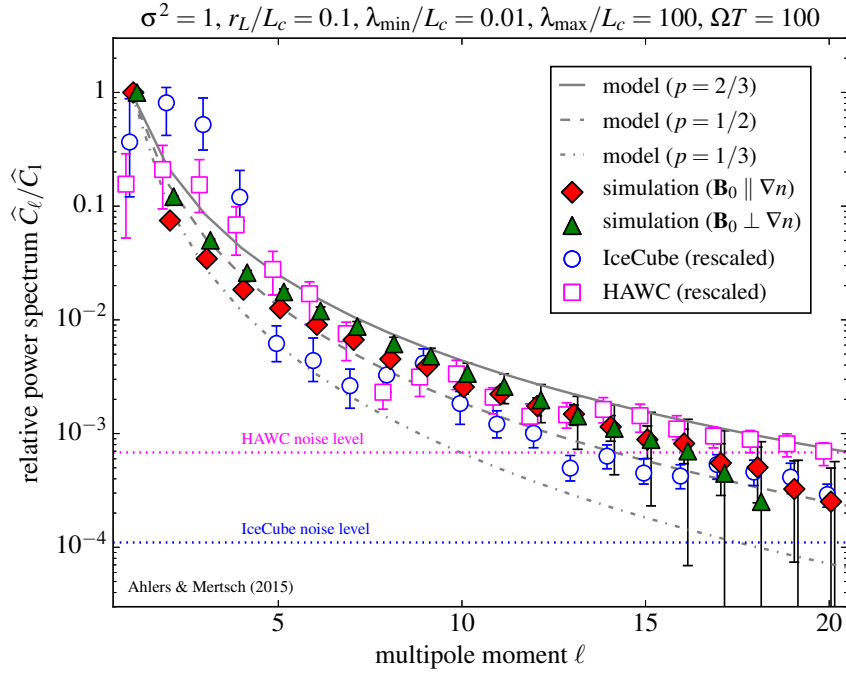 σ² = 1, r_L/L_c = 0.1, λ_min/L_c = 0.01, λ_max/L_c = 100, ΩT = 100
relative power spectrum Ĉ_ℓ/Ĉ_1
1
0.1
10⁻²
10⁻³
10⁻⁴
model (p = 2/3)
model (p = 1/2)
model (p = 1/3)
simulation (B₀ ∥ ∇n)
simulation (B₀ ⊥ ∇n)
IceCube (rescaled)
HAWC (rescaled)
HAWC noise level
IceCube noise level
Ahlers & Mertsch (2015)
5 10 15 20
multipole moment ℓ